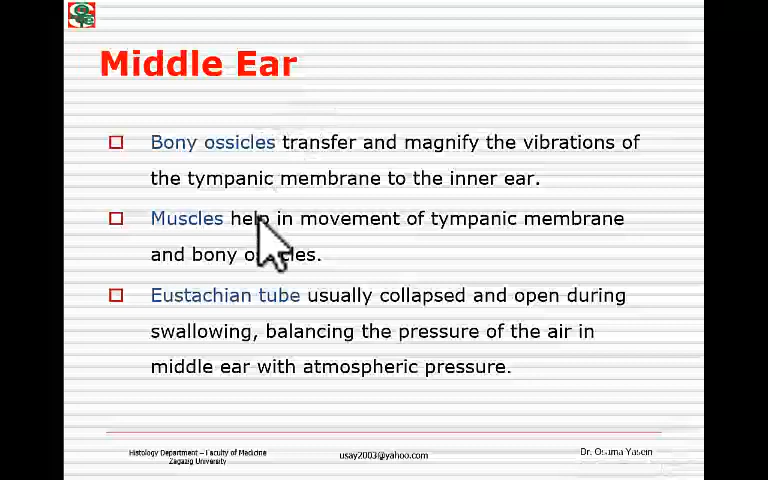 Middle Ear
Bony ossicles transfer and magnify the vibrations of
the tympanic membrane to the inner ear.
Muscles help in movement of tympanic membrane
and bony ossicles.
Eustachian tube usually collapsed and open during
swallowing, balancing the pressure of the air in
middle ear with atmospheric pressure.
Histology Department – Faculty of Medicine
Zagazig University
usay2003@yahoo.com
Dr. Osama Yasein